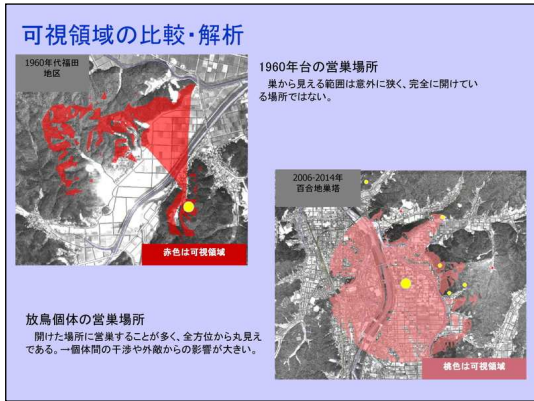 可視領域の比較・解析
1960年代福田
地区
1960年台の営巣場所
巣から見える範囲は意外に狭く、完全に開けてい
る場所ではない。
赤色は可視領域
2006-2014年
百合地巣塔
放鳥個体の営巣場所
開けた場所に営巣することが多く、全方位から丸見え
である。→個体間の干渉や外敵からの影響が大きい。
桃色は可視領域